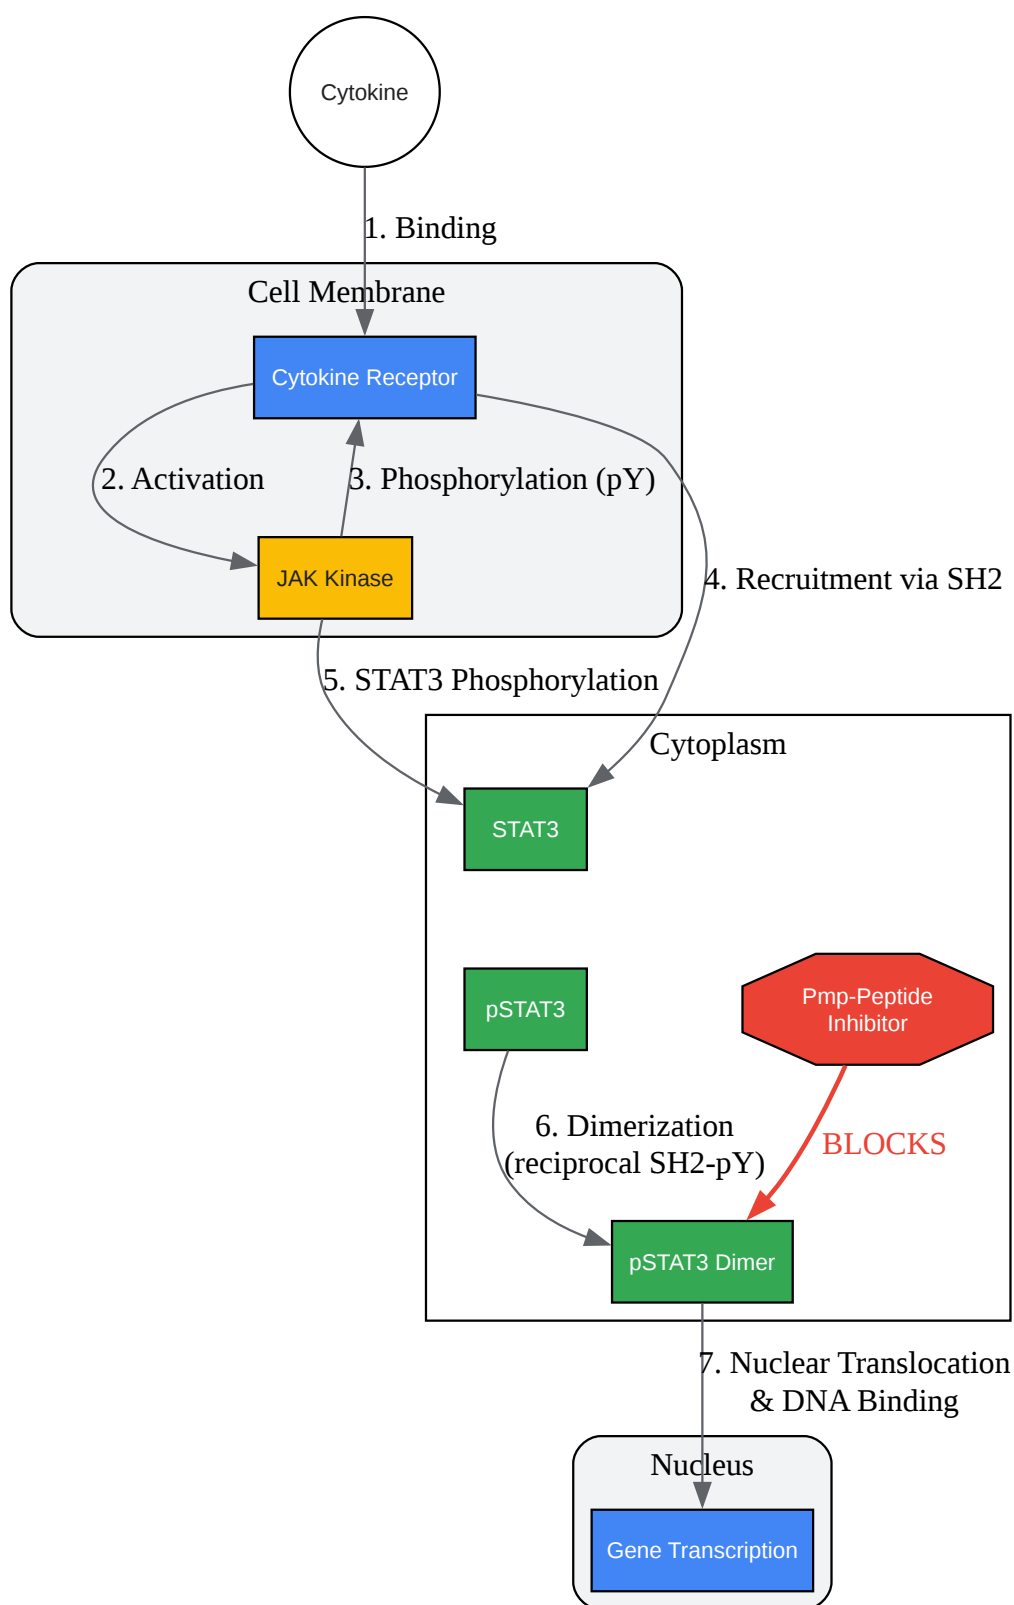 Cytokine
1. Binding
Cell Membrane
Cytokine Receptor
2. Activation
3. Phosphorylation (pY)
JAK Kinase
4. Recruitment via SH2
5. STAT3 Phosphorylation
Cytoplasm
STAT3
pSTAT3
Pmp-Peptide
Inhibitor
6. Dimerization
(reciprocal SH2-pY)
BLOCKS
pSTAT3 Dimer
7. Nuclear Translocation
& DNA Binding
Nucleus
Gene Transcription